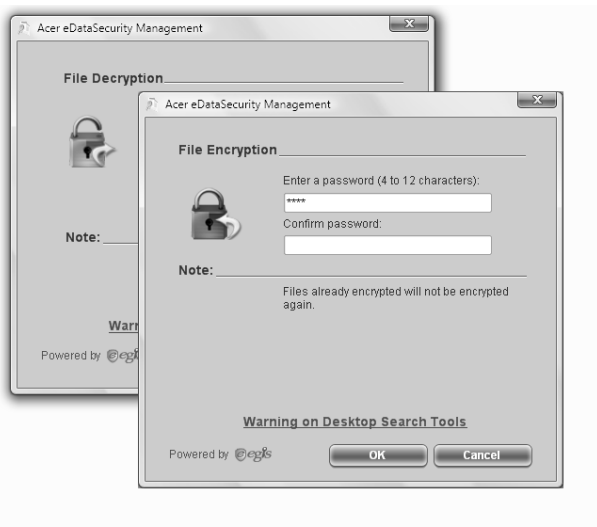 Acer eDataSecurity Management
x
File Decryption
Note:
Powered by egi
Acer eDataSecurity Management
x
File Encryption
Enter a password (4 to 12 characters):
****
Confirm password:
Note:
Files already encrypted will not be encrypted
again.
Warning on Desktop Search Tools
Powered by egis
OK
Cancel